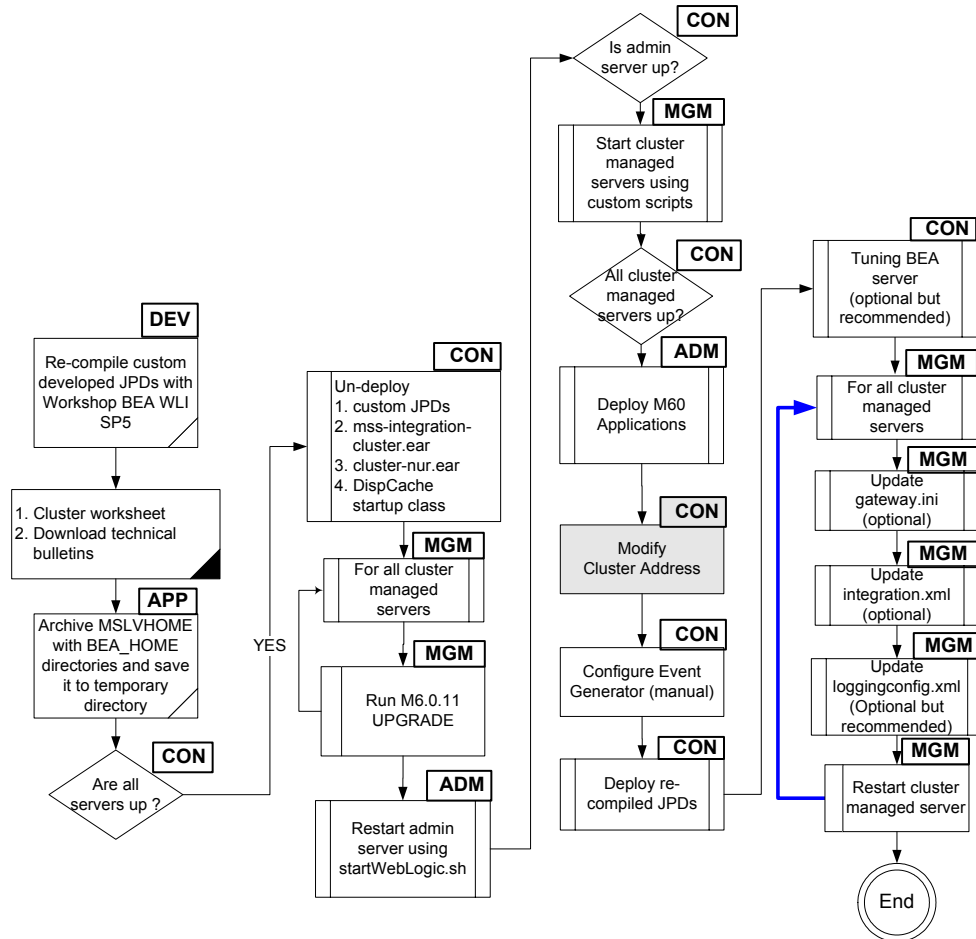 DEV
Re-compile custom
developed JPDs with
Workshop BEA WLI
SP5
1. Cluster worksheet
2. Download technical
bulletins
APP
Archive MSLVHOME
with BEA_HOME
directories and save
it to temporary
directory
CON
Are all
servers up ?
YES
CON
Un-deploy
1. custom JPDs
2. mss-integration-
cluster.ear
3. cluster-nur.ear
4. DispCache
startup class
MGM
For all cluster
managed
servers
MGM
Run M6.0.11
UPGRADE
ADM
Restart admin
server using
startWebLogic.sh
CON
Is admin
server up?
MGM
Start cluster
managed
servers using
custom scripts
CON
All cluster
managed
servers up?
ADM
Deploy M60
Applications
CON
Modify
Cluster Address
CON
Configure Event
Generator (manual)
CON
Deploy re-
compiled JPDs
CON
Tuning BEA
server
(optional but
recommended)
MGM
For all cluster
managed
servers
MGM
Update
gateway.ini
(optional)
MGM
Update
integration.xml
(optional)
MGM
Update
loggingconfig.xml
(Optional but
recommended)
MGM
Restart cluster
managed server
End